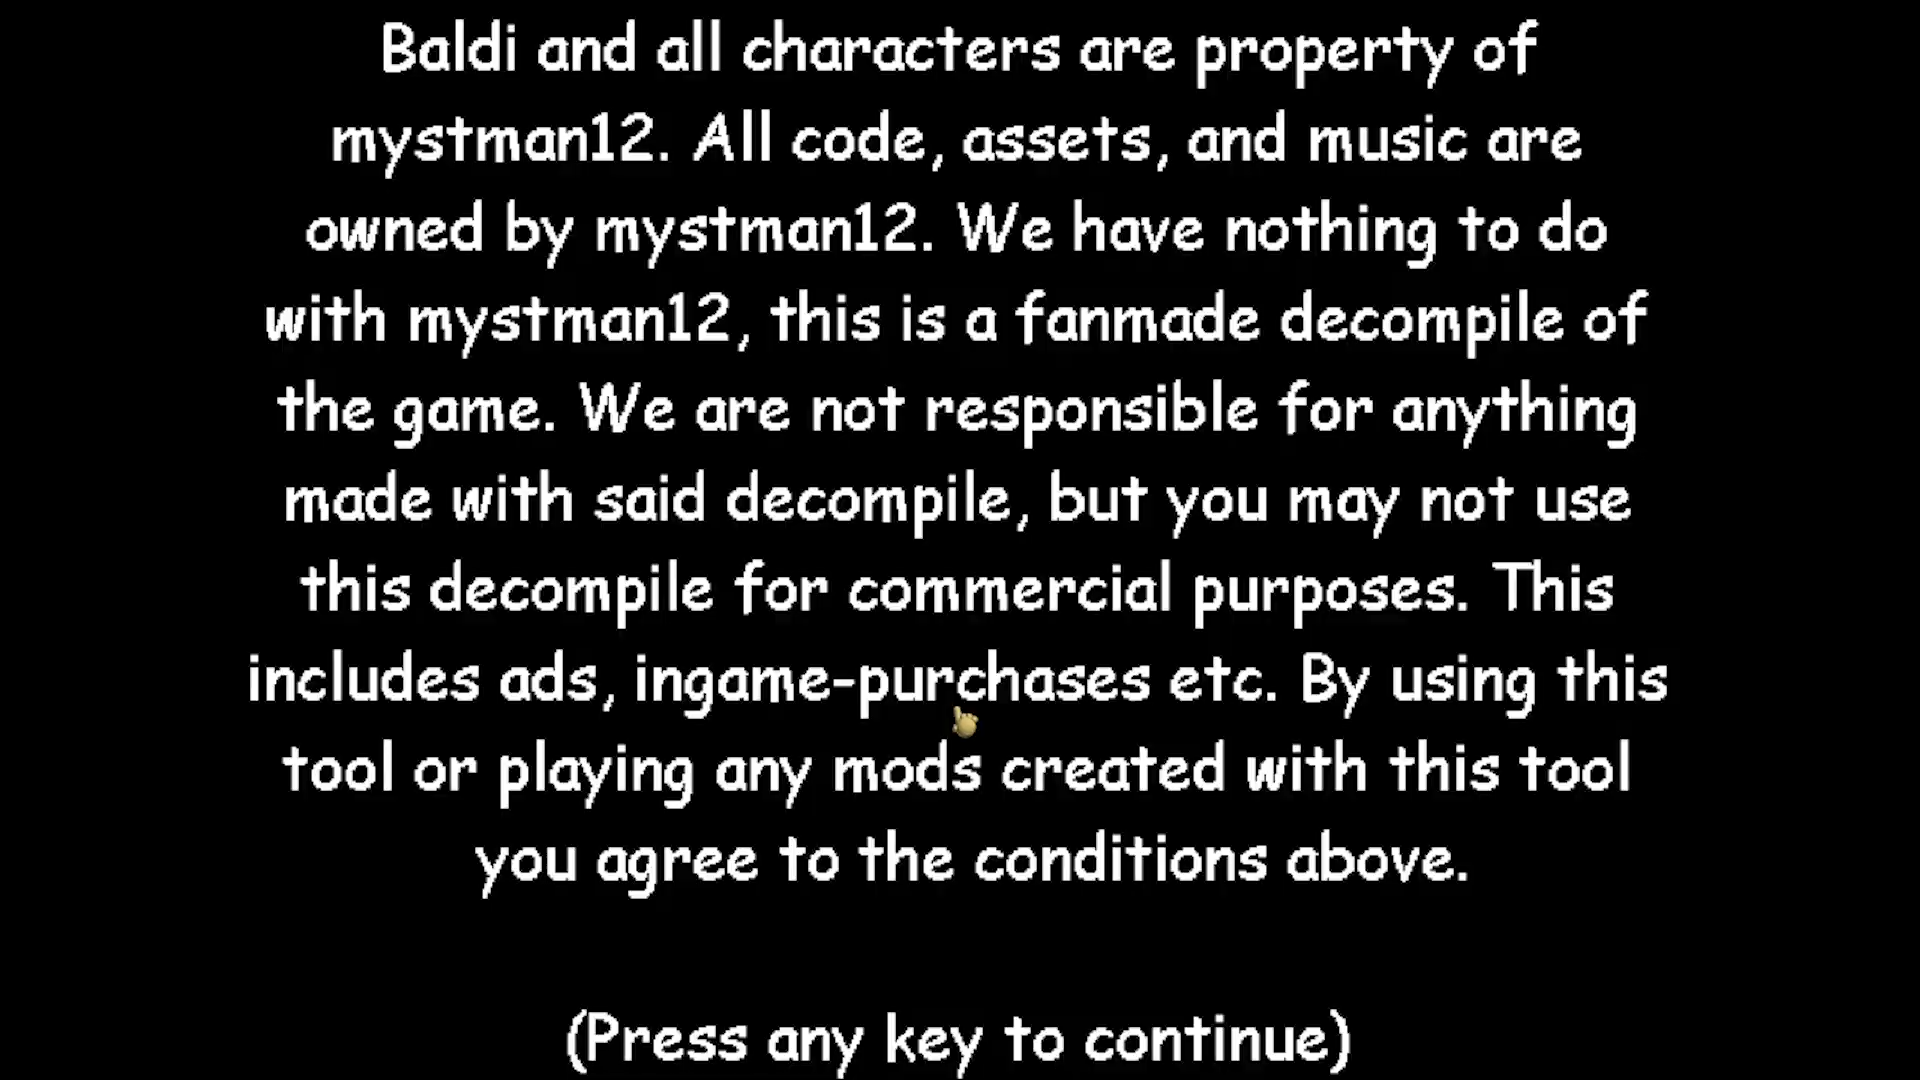 Baldi and all characters are property of
mystman12. All code, assets, and music are
owned by mystman12. We have nothing to do
with mystman12, this is a fanmade decompile of
the game. We are not responsible for anything
made with said decompile, but you may not use
this decompile for commercial purposes. This
includes ads, ingame-purchases etc. By using this
tool or playing any mods created with this tool
you agree to the conditions above.
(Press any key to continue)